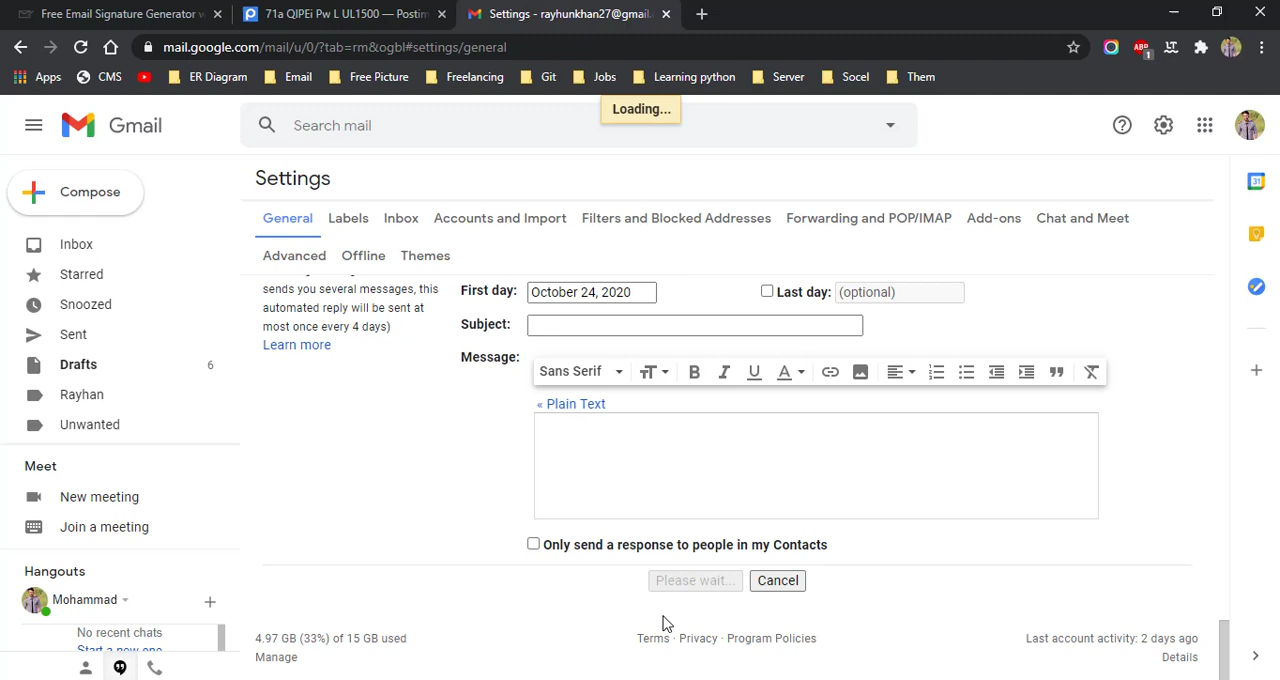 Free Email Signature Generator
71a QIPEi Pw L UL1500 — Postim
Settings - rayhunkhan27@gmail.
mail.google.com/mail/u/0/?tab=rm&ogbl#settings/general
ABP
1
Apps
CMS
ER Diagram
Email
Free Picture
Freelancing
Git
Jobs
Learning python
Server
Socel
Them
Loading...
Gmail
Search mail
Compose
Settings
31
General
Labels
Inbox
Accounts and Import
Filters and Blocked Addresses
Forwarding and POP/IMAP
Add-ons
Chat and Meet
Advanced
Offline
Themes
Inbox
Starred
Snoozed
Sent
Drafts
6
Rayhan
Unwanted
Meet
New meeting
Join a meeting
Hangouts
Mohammad
No recent chats
Start a new one
sends you several messages, this
automated reply will be sent at
most once every 4 days)
Learn more
First day:
October 24, 2020
Last day:
(optional)
Subject:
Message:
Sans Serif
« Plain Text
Only send a response to people in my Contacts
Please wait...
Cancel
4.97 GB (33%) of 15 GB used
Manage
Terms · Privacy · Program Policies
Last account activity: 2 days ago
Details